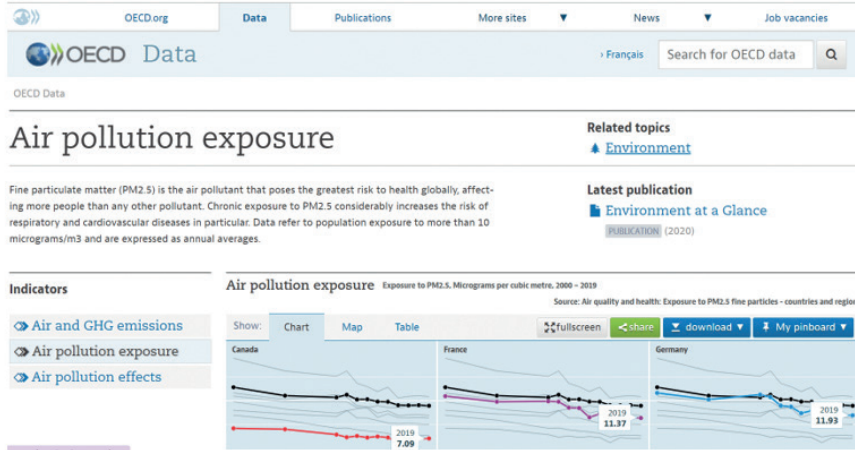 OECD.org Data Publications More sites ▼ News ▼ Job vacancies
OECD Data › Français Search for OECD data
OECD Data
Air pollution exposure
Related topics
Environment
Fine particulate matter (PM2.5) is the air pollutant that poses the greatest risk to health globally, affect-
ing more people than any other pollutant. Chronic exposure to PM2.5 considerably increases the risk of
respiratory and cardiovascular diseases in particular. Data refer to population exposure to more than 10
micrograms/m3 and are expressed as annual averages.
Latest publication
Environment at a Glance
PUBLICATION (2020)
Indicators
Air and GHG emissions
Air pollution exposure
Air pollution effects
Air pollution exposure Exposure to PM2.5, Micrograms per cubic metre, 2000 – 2019
Source: Air quality and health: Exposure to PM2.5 fine particles - countries and region
Show: Chart Map Table fullscreen share download ▼ My pinboard ▼
Canada
2019
7.09
France
2019
11.37
Germany
2019
11.93